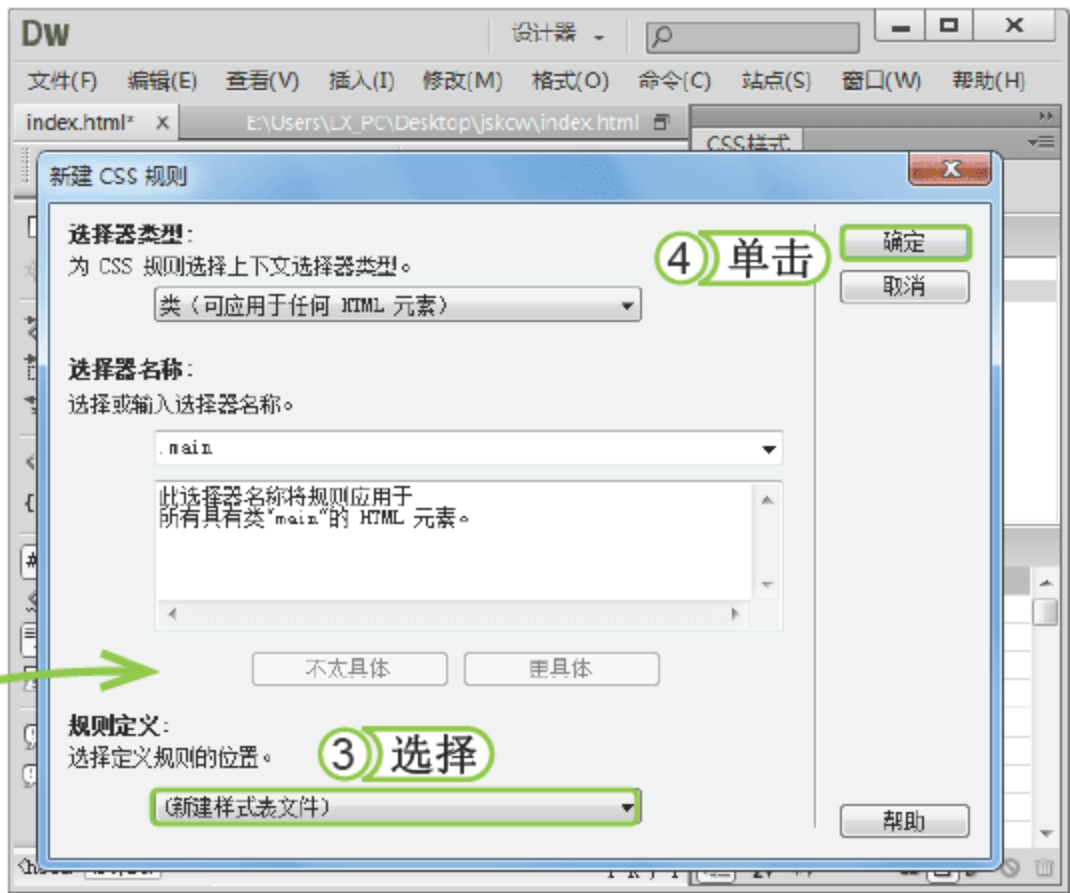 Dw
设计器
文件(F) 编辑(E) 查看(V) 插入(I) 修改(M) 格式(O) 命令(C) 站点(S) 窗口(W) 帮助(H)
index.html* x E:\Users\LX_PC\Desktop\jskcw\index.html
CSS样式
新建 CSS 规则
选择器类型:
为 CSS 规则选择上下文选择器类型。
类（可应用于任何 HTML 元素）
④ 单击
确定
取消
选择器名称:
选择或输入选择器名称。
.main
此选择器名称将规则应用于
所有具有类“main”的 HTML 元素。
不太具体 更具体
规则定义:
选择定义规则的位置。
③ 选择
（新建样式表文件）
帮助